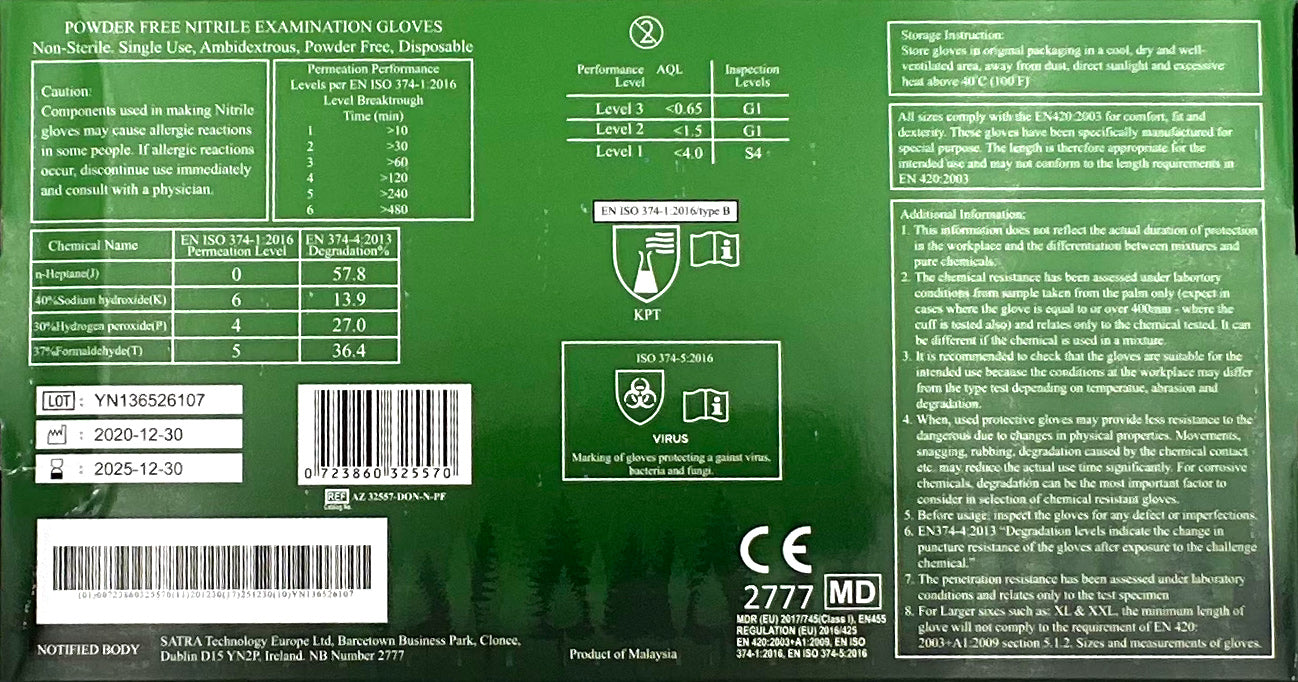 POWDER FREE NITRILE EXAMINATION GLOVES
Non-Sterile. Single Use, Ambidextrous, Powder Free, Disposable
Caution:
Components used in making Nitrile
gloves may cause allergic reactions
in some people. If allergic reactions
occur, discontinue use immediately
and consult with a physician.
Permeation Performance
Levels per EN ISO 374-1:2016
Level Breaktrough
Time (min)
1 >10
2 >30
3 >60
4 >120
5 >240
6 >480
Chemical Name EN ISO 374-1:2016 Permeation Level EN 374-4:2013 Degradation%
n-Heptane(J) 0 57.8
40%Sodium hydroxide(K) 6 13.9
30%Hydrogen peroxide(P) 4 27.0
37%Formaldehyde(T) 5 36.4
LOT : YN136526107
: 2020-12-30
: 2025-12-30
0 723860 325570
REF AZ 32557-DON-N-PF
Catalog No.
(01)00723860325570(11)201230(17)251230(10)YN136526107
NOTIFIED BODY
SATRA Technology Europe Ltd, Barcetown Business Park, Clonee,
Dublin D15 YN2P, Ireland. NB Number 2777
2
Performance Level AQL Inspection Levels
Level 3 <0.65 G1
Level 2 <1.5 G1
Level 1 <4.0 S4
EN ISO 374-1:2016/type B
i
KPT
ISO 374-5:2016
i
VIRUS
Marking of gloves protecting a gainst virus,
bacteria and fungi.
CE
2777 MD
MDR (EU) 2017/745(Class I), EN455
REGULATION (EU) 2016/425
EN 420:2003+A1:2009, EN ISO
374-1:2016, EN ISO 374-5:2016
Product of Malaysia
Storage Instruction:
Store gloves in original packaging in a cool, dry and well-
ventilated area, away from dust, direct sunlight and excessive
heat above 40°C (100°F)
All sizes comply with the EN420:2003 for comfort, fit and
dexterity. These gloves have been specifically manufactured for
special purpose. The length is therefore appropriate for the
intended use and may not conform to the length requirements in
EN 420:2003
Additional Information:
1. This information does not reflect the actual duration of protection
in the workplace and the differentiation between mixtures and
pure chemicals.
2. The chemical resistance has been assessed under labortory
conditions from sample taken from the palm only (expect in
cases where the glove is equal to or over 400mm - where the
cuff is tested also) and relates only to the chemical tested. It can
be different if the chemical is used in a mixture.
3. It is recommended to check that the gloves are suitable for the
intended use because the conditions at the workplace may differ
from the type test depending on temperatue, abrasion and
degradation.
4. When, used protective gloves may provide less resistance to the
dangerous due to changes in physical properties. Movements,
snagging, rubbing, degradation caused by the chemical contact
etc. may reduce the actual use time significantly. For corrosive
chemicals, degradation can be the most important factor to
consider in selection of chemical resistant gloves.
5. Before usage, inspect the gloves for any defect or imperfections.
6. EN374-4:2013 "Degradation levels indicate the change in
puncture resistance of the gloves after exposure to the challenge
chemical."
7. The penetration resistance has been assessed under laboratory
conditions and relates only to the test specimen
8. For Larger sixes such as: XL & XXL, the minimum length of
glove will not comply to the requirement of EN 420:
2003+A1:2009 section 5.1.2. Sizes and measurements of gloves.